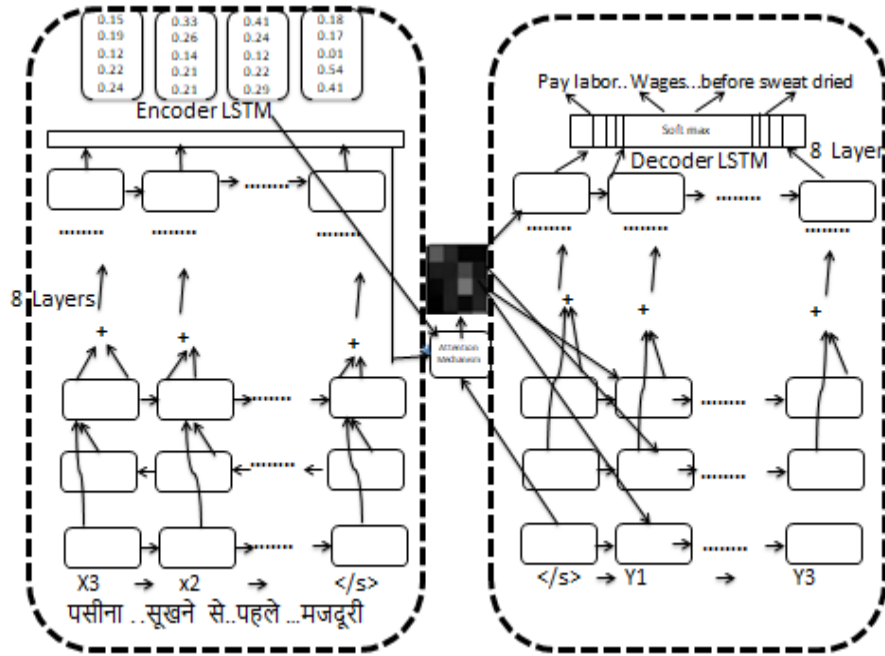 0.15 0.33 0.41 0.18
0.19 0.26 0.24 0.17
0.12 0.14 0.12 0.01
0.22 0.21 0.22 0.54
0.24 0.21 0.29 0.41
Encoder LSTM
8 Layers
+ + +
X3 x2 </s>
पसीना ..सूखने से..पहले ...मजदूरी
Attention
Mechanism
Pay labor.. Wages...before sweat dried
Soft max
Decoder LSTM
8 Layer
+ + +
</s> Y1 Y3